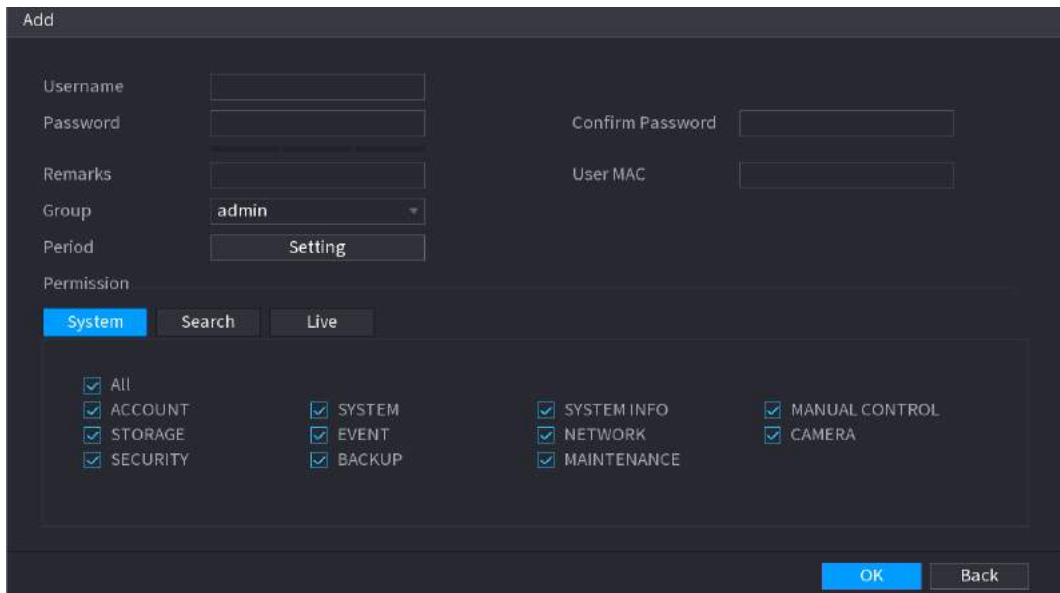 Add
Username
Password Confirm Password
Remarks User MAC
Group admin
Period Setting
Permission
System Search Live
All
ACCOUNT SYSTEM SYSTEM INFO MANUAL CONTROL
STORAGE EVENT NETWORK CAMERA
SECURITY BACKUP MAINTENANCE
OK Back